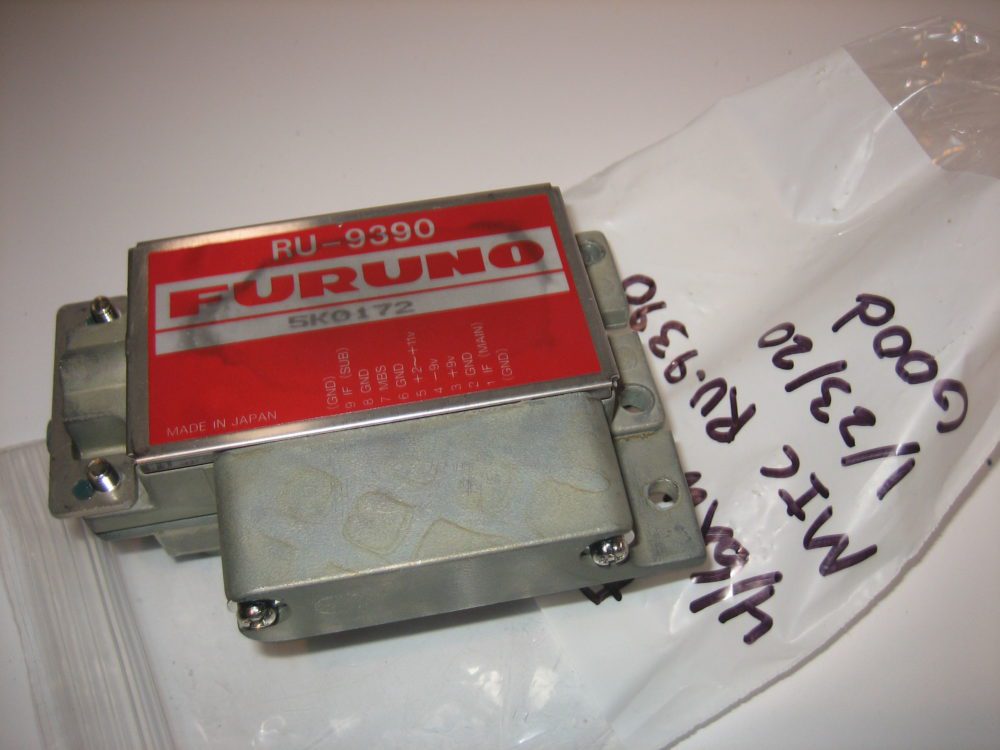 RU-9390
FURUNO
5K0172
(GND)
9 IF (SUB)
8 GND
7 MBS
6 GND
5 +2~+11V
4 -9V
3 +9V
2 GND
1 IF (MAIN)
(GND)
MADE IN JAPAN
GOOD
1/23/20
MIC RU-9390